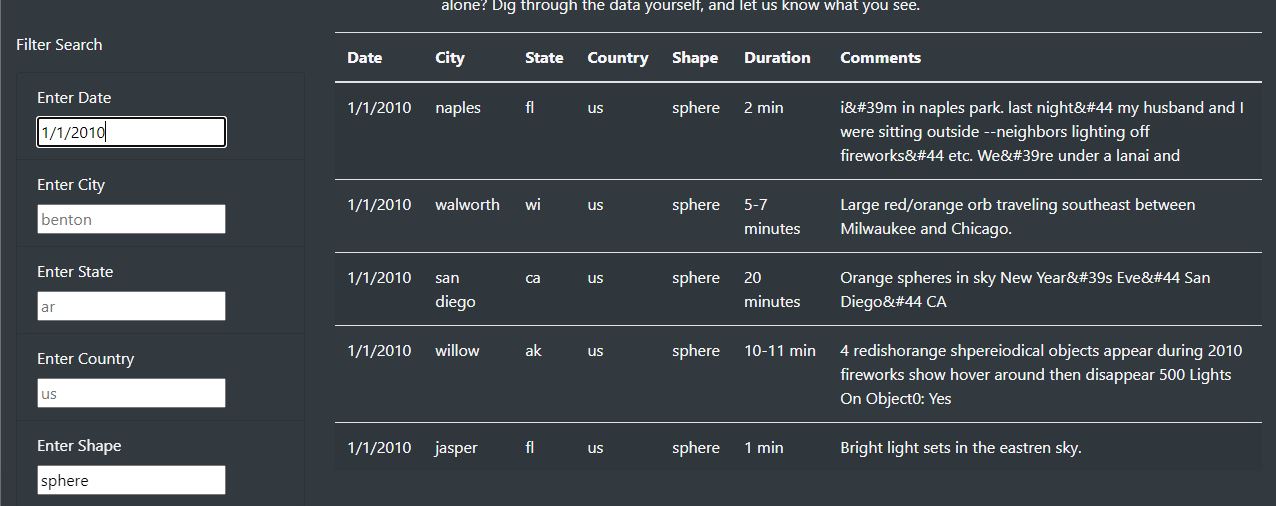 alone? Dig through the data yourself, and let us know what you see.
Filter Search
Enter Date
1/1/2010
Enter City
benton
Enter State
ar
Enter Country
us
Enter Shape
sphere
Date City State Country Shape Duration Comments
1/1/2010 naples fl us sphere 2 min i&#39m in naples park. last night&#44 my husband and I
were sitting outside --neighbors lighting off
fireworks&#44 etc. We&#39re under a lanai and
1/1/2010 walworth wi us sphere 5-7 Large red/orange orb traveling southeast between
minutes Milwaukee and Chicago.
1/1/2010 san ca us sphere 20 Orange spheres in sky New Year&#39s Eve&#44 San
diego minutes Diego&#44 CA
1/1/2010 willow ak us sphere 10-11 min 4 redishorange shpereiodical objects appear during 2010
fireworks show hover around then disappear 500 Lights
On Object0: Yes
1/1/2010 jasper fl us sphere 1 min Bright light sets in the eastren sky.